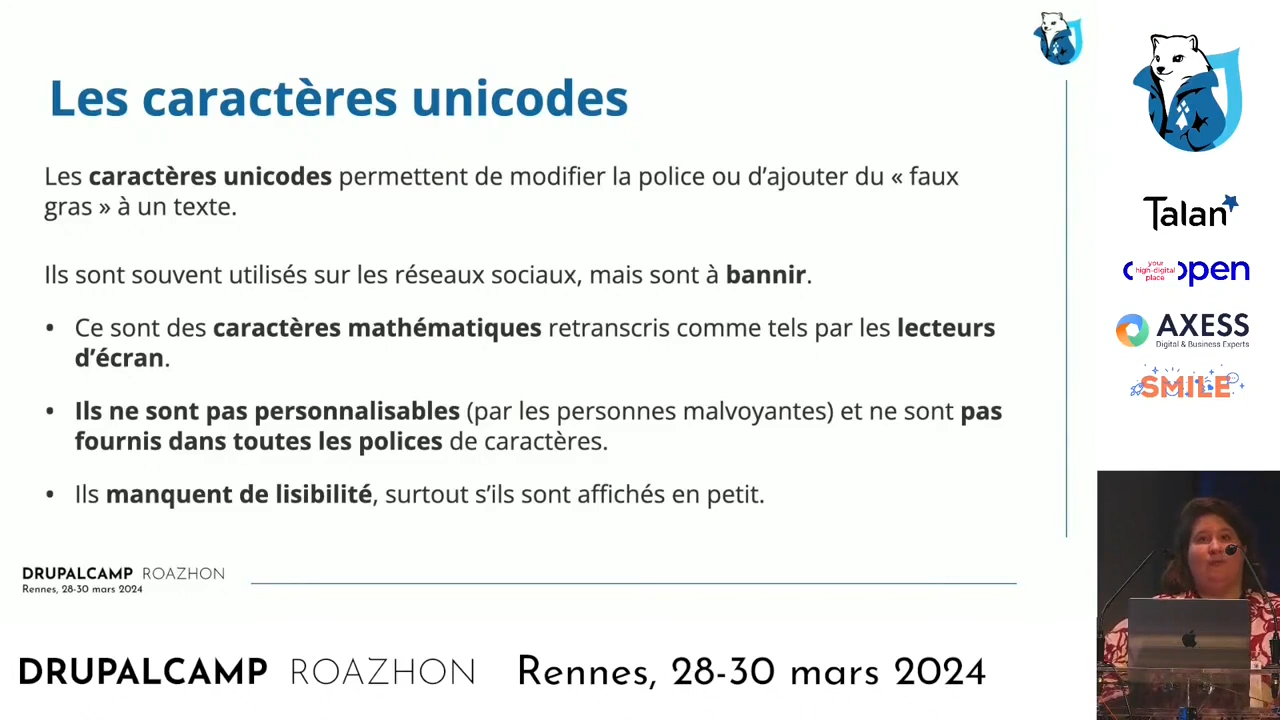 Les caractères unicodes
Les caractères unicodes permettent de modifier la police ou d’ajouter du « faux
gras » à un texte.
Ils sont souvent utilisés sur les réseaux sociaux, mais sont à bannir.
• Ce sont des caractères mathématiques retranscris comme tels par les lecteurs
d’écran.
• Ils ne sont pas personnalisables (par les personnes malvoyantes) et ne sont pas
fournis dans toutes les polices de caractères.
• Ils manquent de lisibilité, surtout s’ils sont affichés en petit.
DRUPALCAMP ROAZHON
Rennes, 28-30 mars 2024
Talan
your
high-digital
place
open
AXESS
Digital & Business Experts
SMILE
DRUPALCAMP ROAZHON Rennes, 28-30 mars 2024